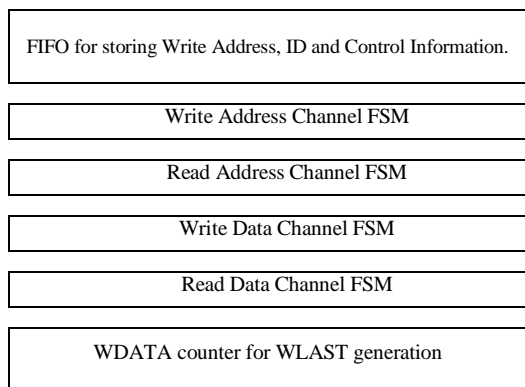 FIFO for storing Write Address, ID and Control Information.
Write Address Channel FSM
Read Address Channel FSM
Write Data Channel FSM
Read Data Channel FSM
WDATA counter for WLAST generation